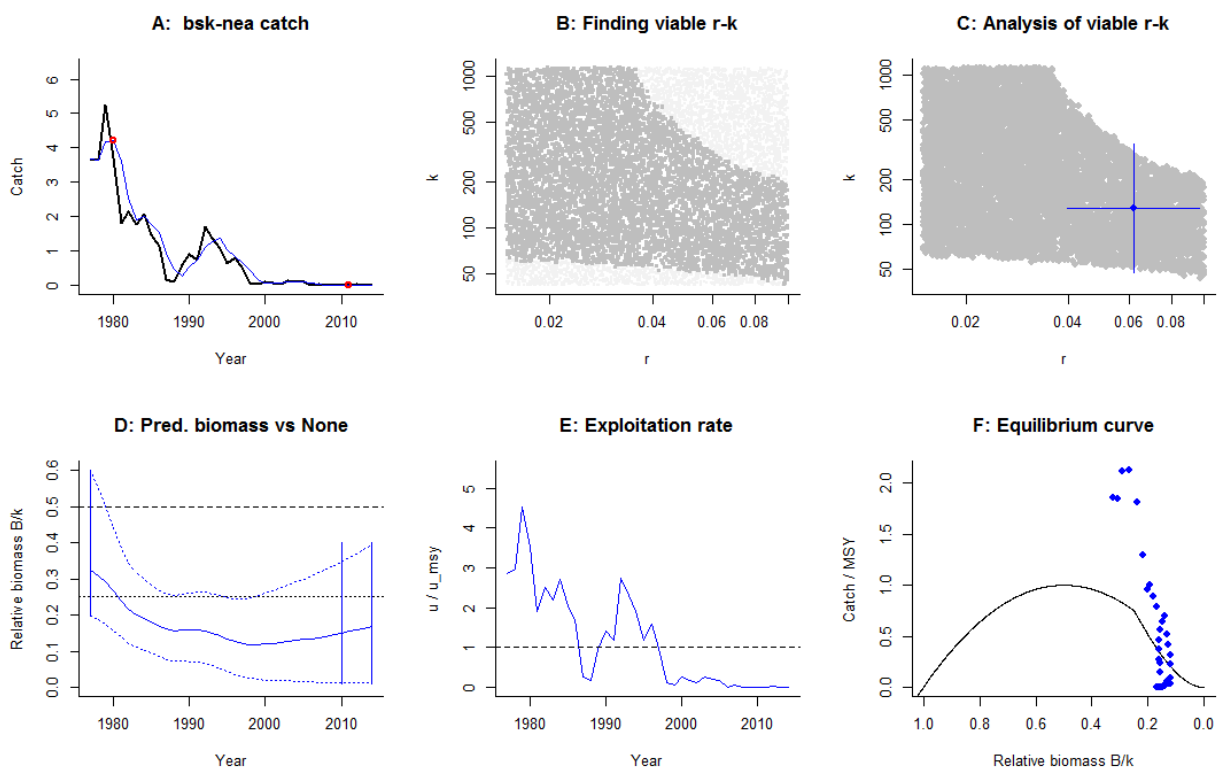 A: bsk-nea catch
Catch
0 1 2 3 4 5 6
1980 1990 2000 2010
Year
B: Finding viable r-k
k
50 100 200 500 1000
0.02 0.04 0.06 0.08
r
C: Analysis of viable r-k
k
50 100 200 500 1000
0.02 0.04 0.06 0.08
r
D: Pred. biomass vs None
Relative biomass B/k
0.0 0.1 0.2 0.3 0.4 0.5 0.6
1980 1990 2000 2010
Year
E: Exploitation rate
u / u_msy
0 1 2 3 4 5
1980 1990 2000 2010
Year
F: Equilibrium curve
Catch / MSY
0.0 0.5 1.0 1.5 2.0
1.0 0.8 0.6 0.4 0.2 0.0
Relative biomass B/k